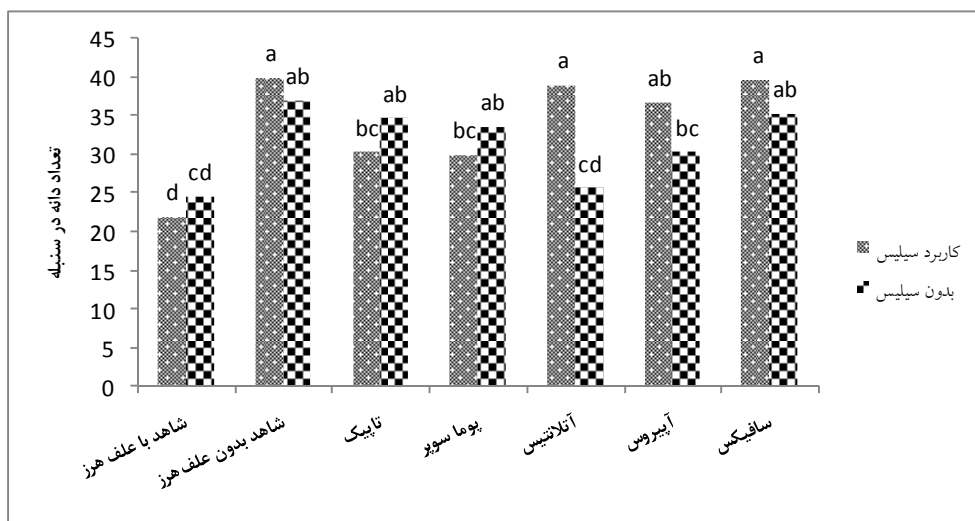 تعداد دانه در سنبله
45
40
35
30
25
20
15
10
5
0
d cd
a ab
bc ab
bc ab
a cd
ab bc
a ab
شاهد با علف هرز
شاهد بدون علف هرز
تاپیک
پوما سوپر
آتلانتیس
آپیروس
سافیکس
کاربرد سیلیس
بدون سیلیس